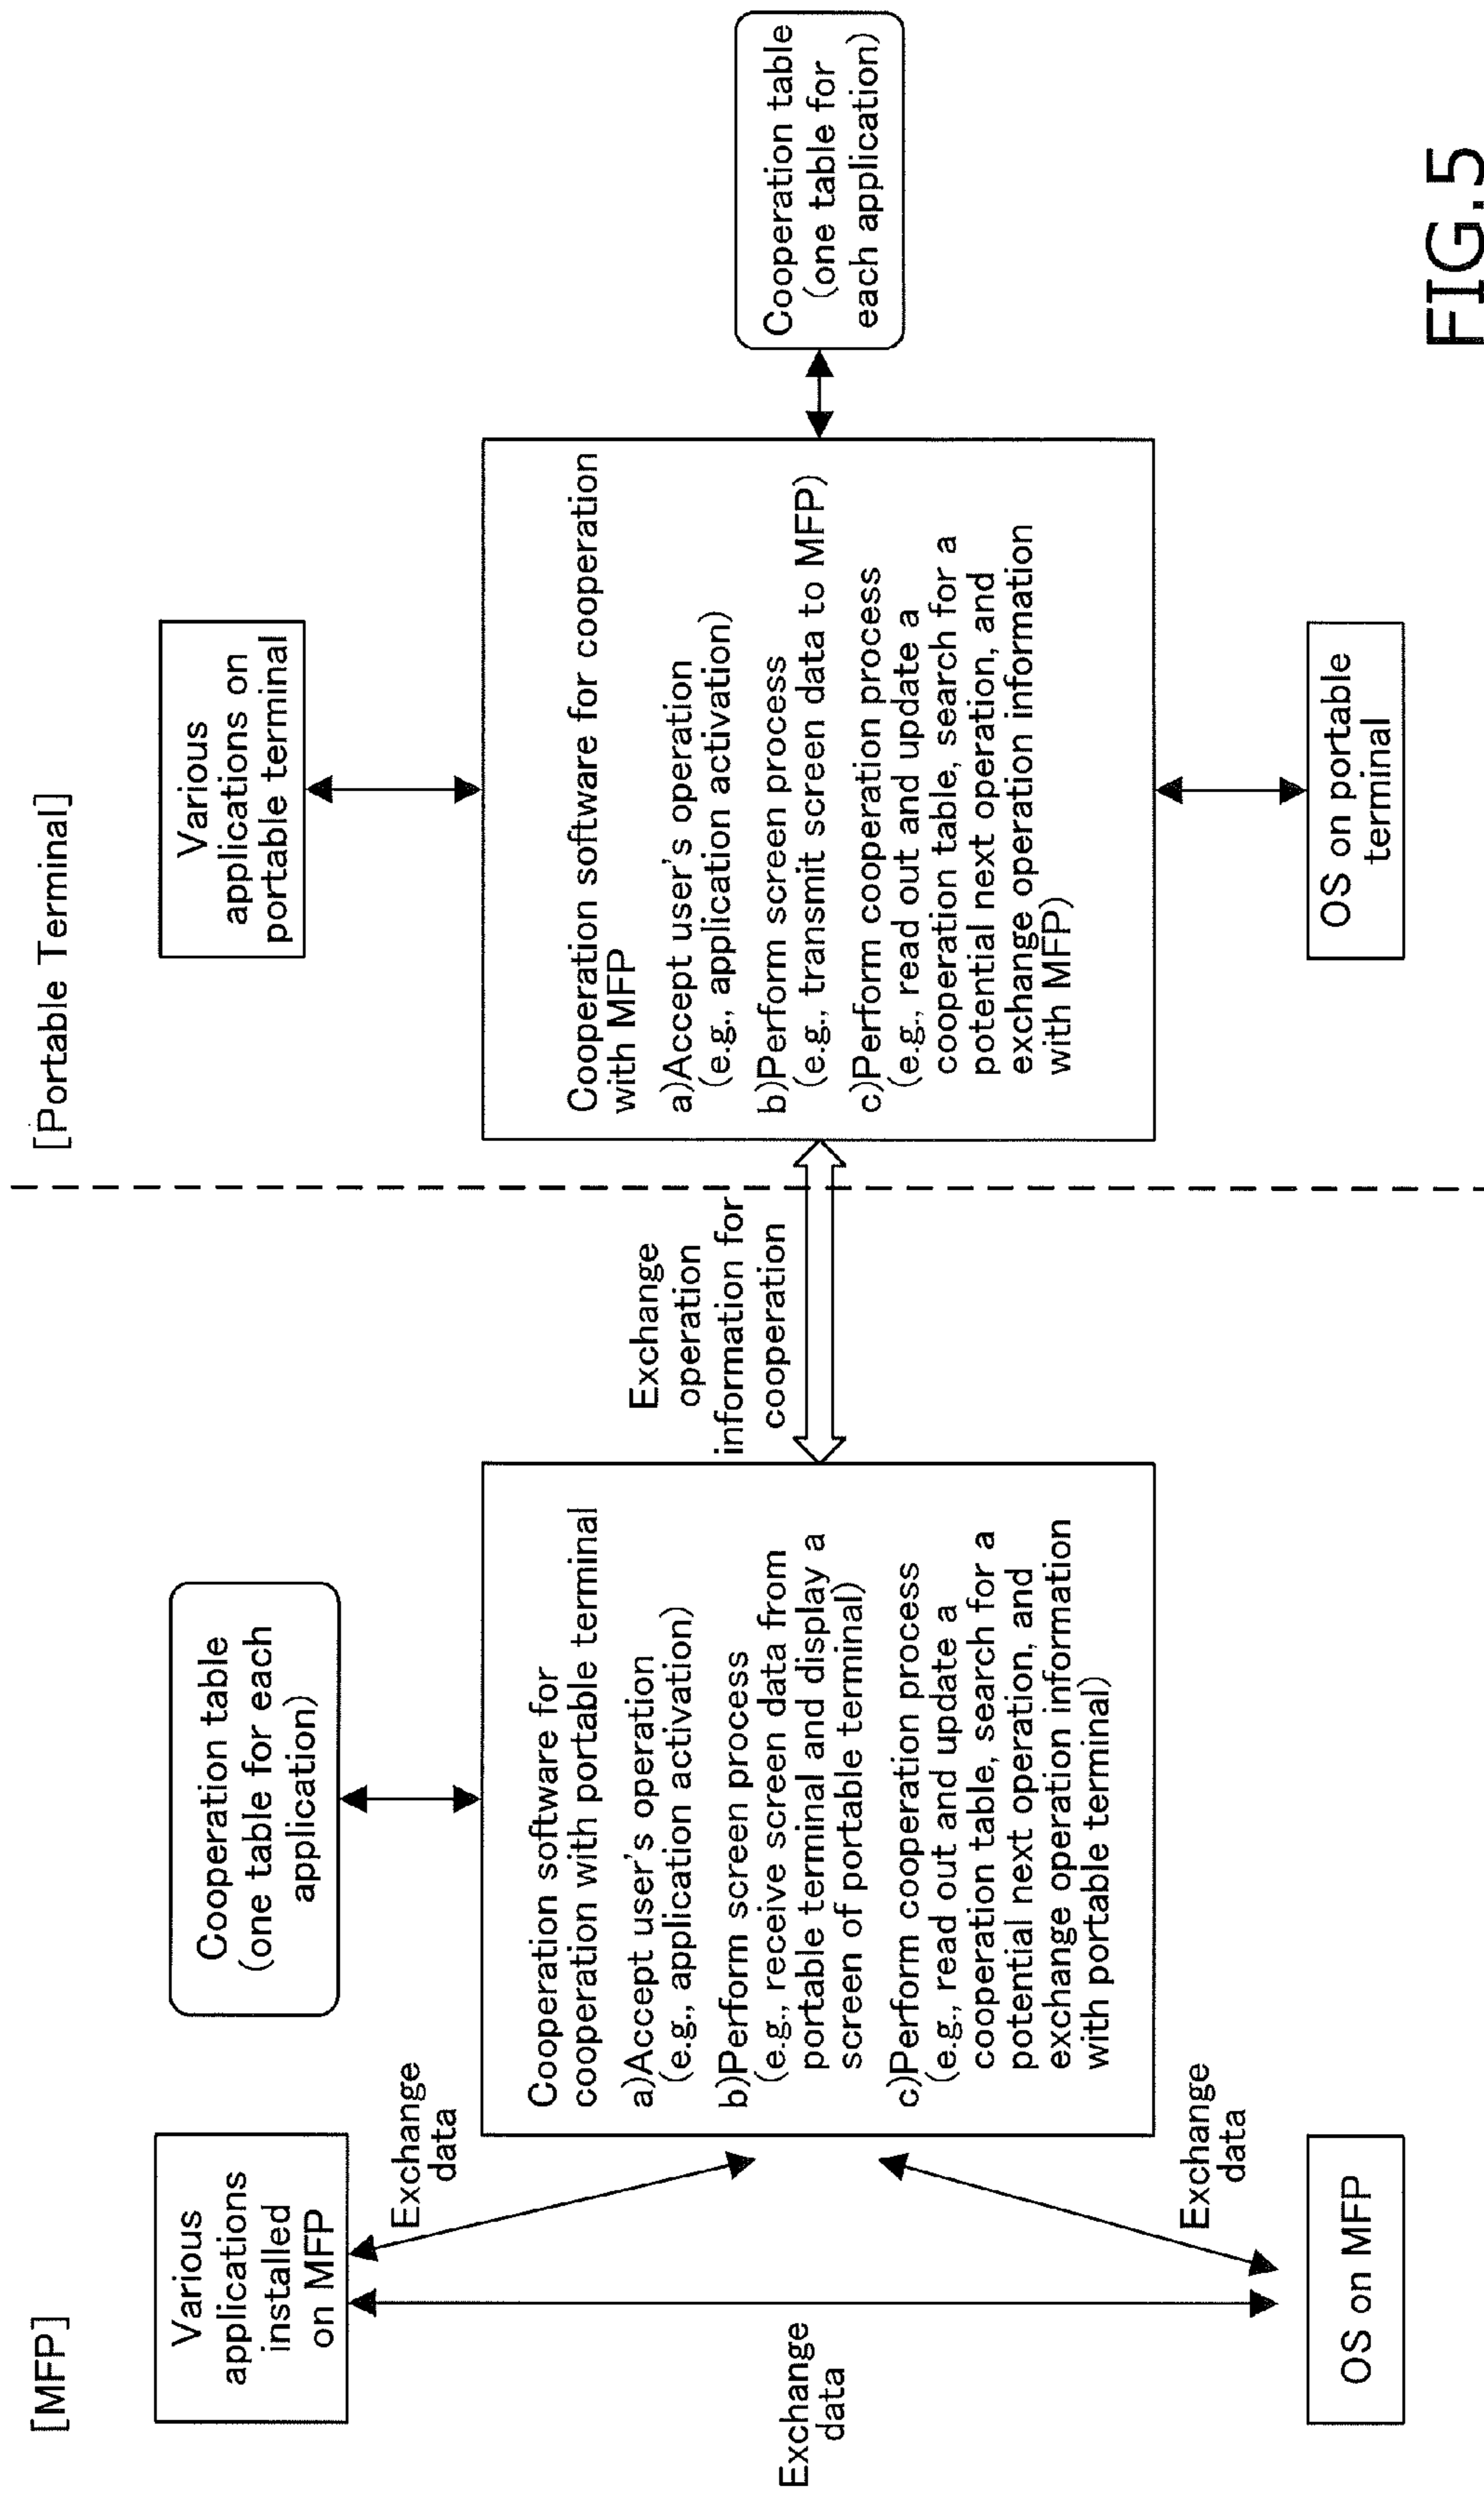 [MFP]
Various
applications
installed
on MFP
Exchange
data
Exchange
data
Exchange
data
OS on MFP
Cooperation table
(one table for each
application)
Cooperation software for
cooperation with portable terminal
a)Accept user's operation
(e.g., application activation)
b)Perform screen process
(e.g., receive screen data from
portable terminal and display a
screen of portable terminal)
c)Perform cooperation process
(e.g., read out and update a
cooperation table, search for a
potential next operation, and
exchange operation information
with portable terminal)
Exchange
operation
information for
cooperation
[Portable Terminal]
Various
applications on
portable terminal
Cooperation software for cooperation
with MFP
a)Accept user's operation
(e.g., application activation)
b)Perform screen process
(e.g., transmit screen data to MFP)
c)Perform cooperation process
(e.g., read out and update a
cooperation table, search for a
potential next operation, and
exchange operation information
with MFP)
OS on portable
terminal
Cooperation table
(one table for
each application)
FIG.5